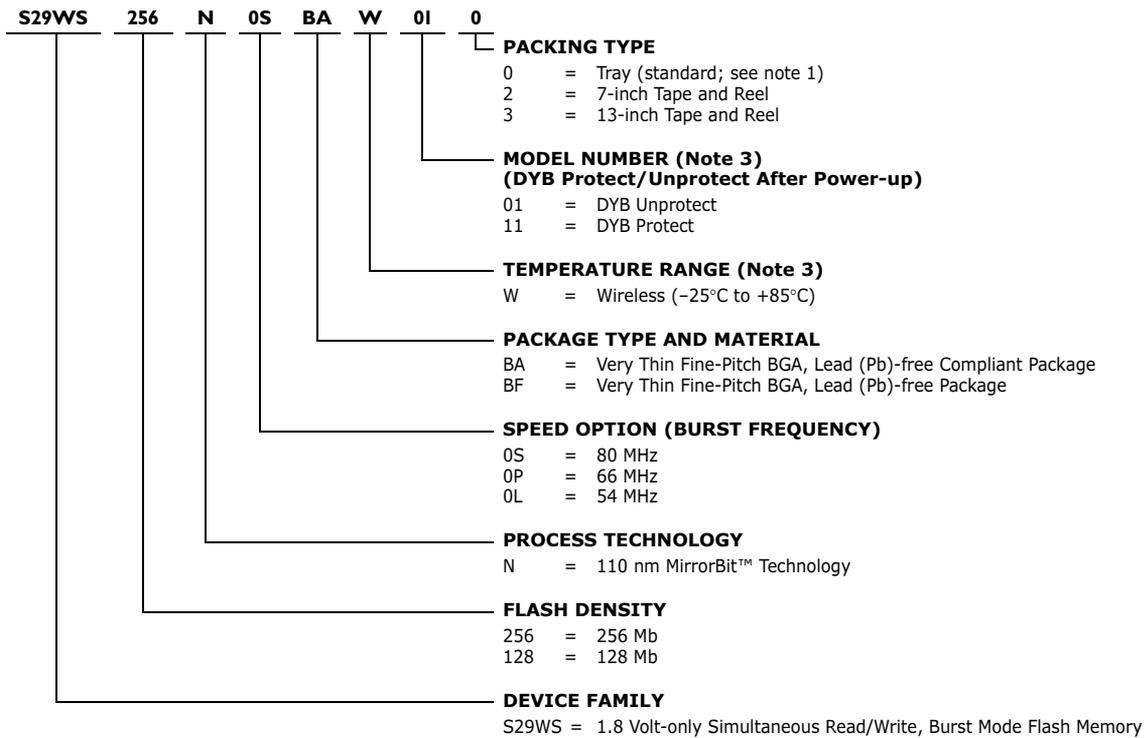 S29WS 256 N 0S BA W 01 0
PACKING TYPE
0 = Tray (standard; see note 1)
2 = 7-inch Tape and Reel
3 = 13-inch Tape and Reel
MODEL NUMBER (Note 3)
(DYB Protect/Unprotect After Power-up)
01 = DYB Unprotect
11 = DYB Protect
TEMPERATURE RANGE (Note 3)
W = Wireless (–25°C to +85°C)
PACKAGE TYPE AND MATERIAL
BA = Very Thin Fine-Pitch BGA, Lead (Pb)-free Compliant Package
BF = Very Thin Fine-Pitch BGA, Lead (Pb)-free Package
SPEED OPTION (BURST FREQUENCY)
0S = 80 MHz
0P = 66 MHz
0L = 54 MHz
PROCESS TECHNOLOGY
N = 110 nm MirrorBit™ Technology
FLASH DENSITY
256 = 256 Mb
128 = 128 Mb
DEVICE FAMILY
S29WS = 1.8 Volt-only Simultaneous Read/Write, Burst Mode Flash Memory